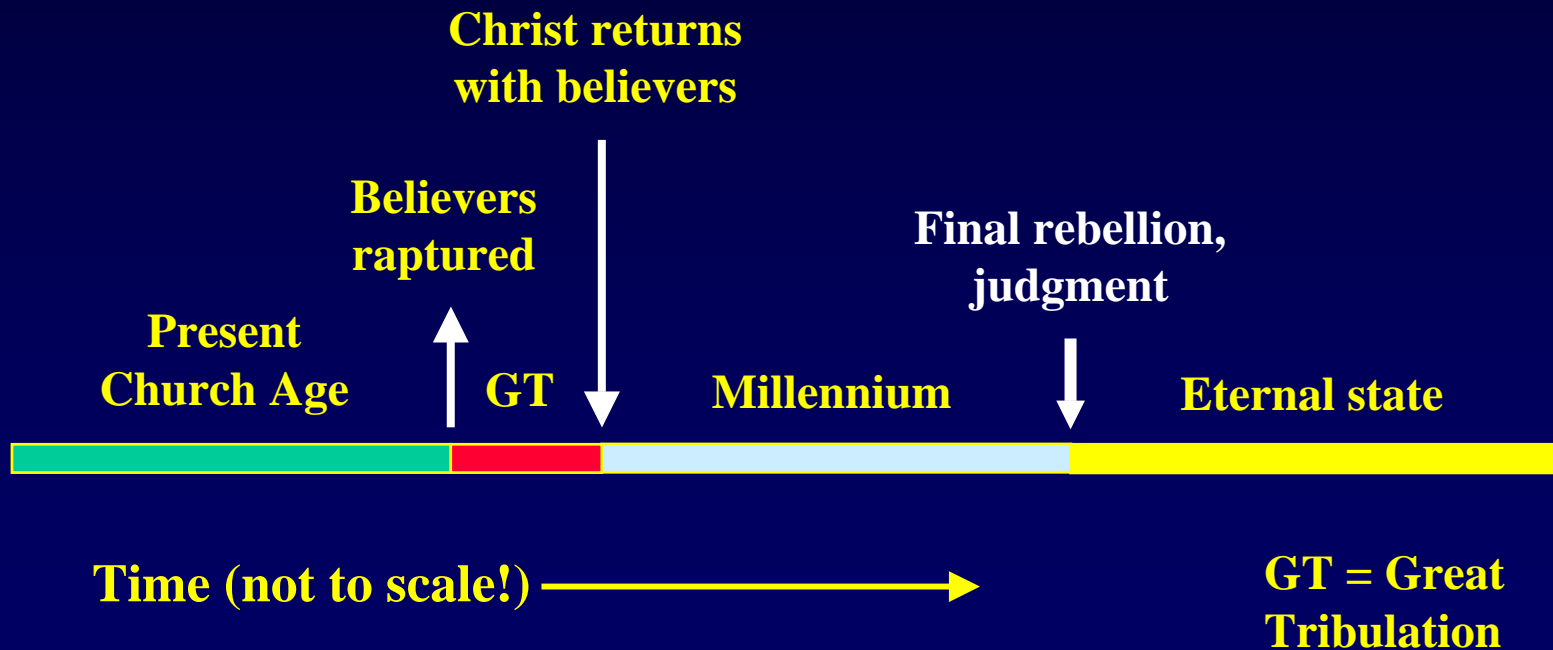 Christ returns
with believers
Believers
raptured
Final rebellion,
judgment
Present
Church Age
GT
Millennium
Eternal state
Time (not to scale!)
GT = Great
Tribulation